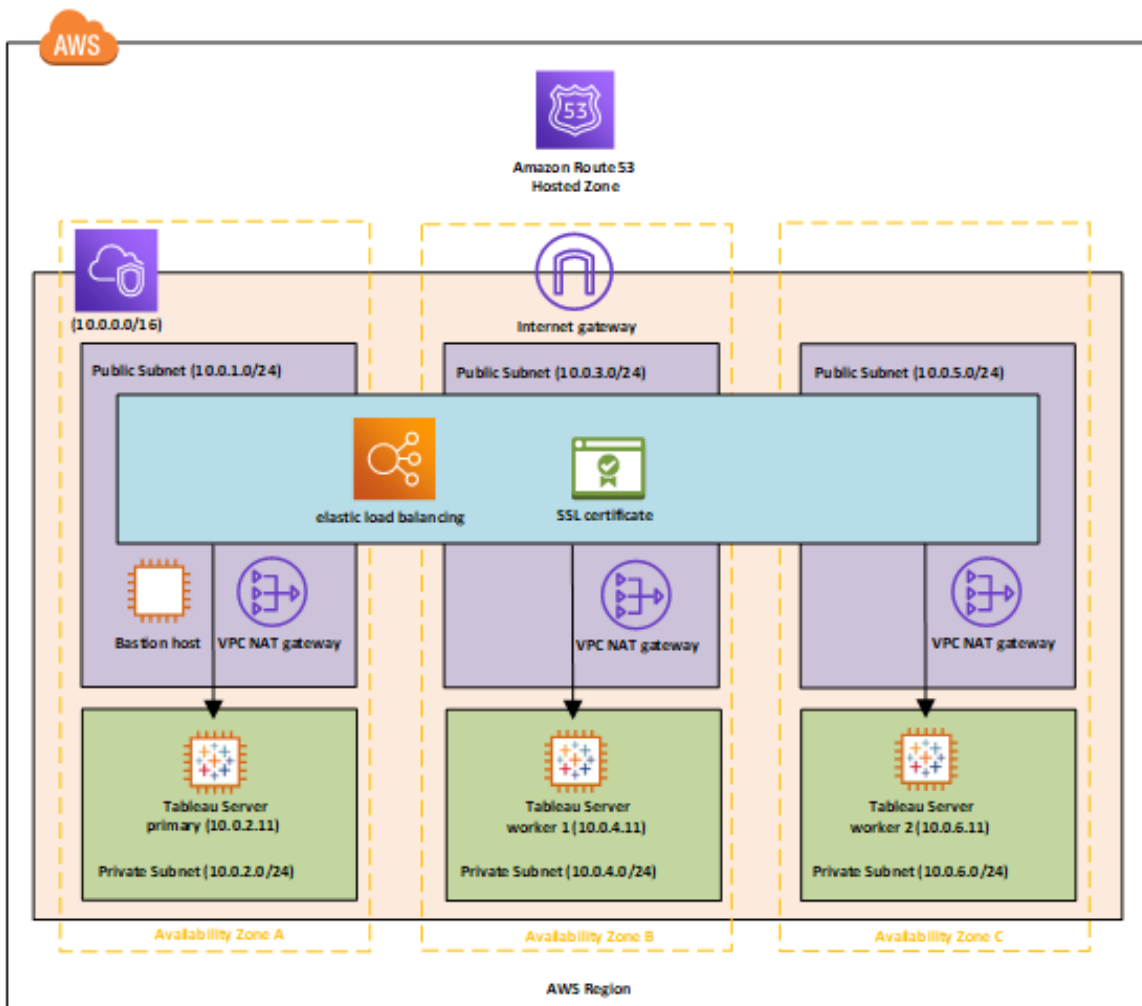 AWS
53
Amazon Route 53
Hosted Zone
(10.0.0.0/16)
Internet gateway
Public Subnet (10.0.1.0/24)
Public Subnet (10.0.3.0/24)
Public Subnet (10.0.5.0/24)
elastic load balancing
SSL certificate
Bastion host
VPC NAT gateway
VPC NAT gateway
VPC NAT gateway
Tableau Server
primary (10.0.2.11)
Private Subnet (10.0.2.0/24)
Tableau Server
worker 1 (10.0.4.11)
Private Subnet (10.0.4.0/24)
Tableau Server
worker 2 (10.0.6.11)
Private Subnet (10.0.6.0/24)
Availability Zone A
Availability Zone B
Availability Zone C
AWS Region